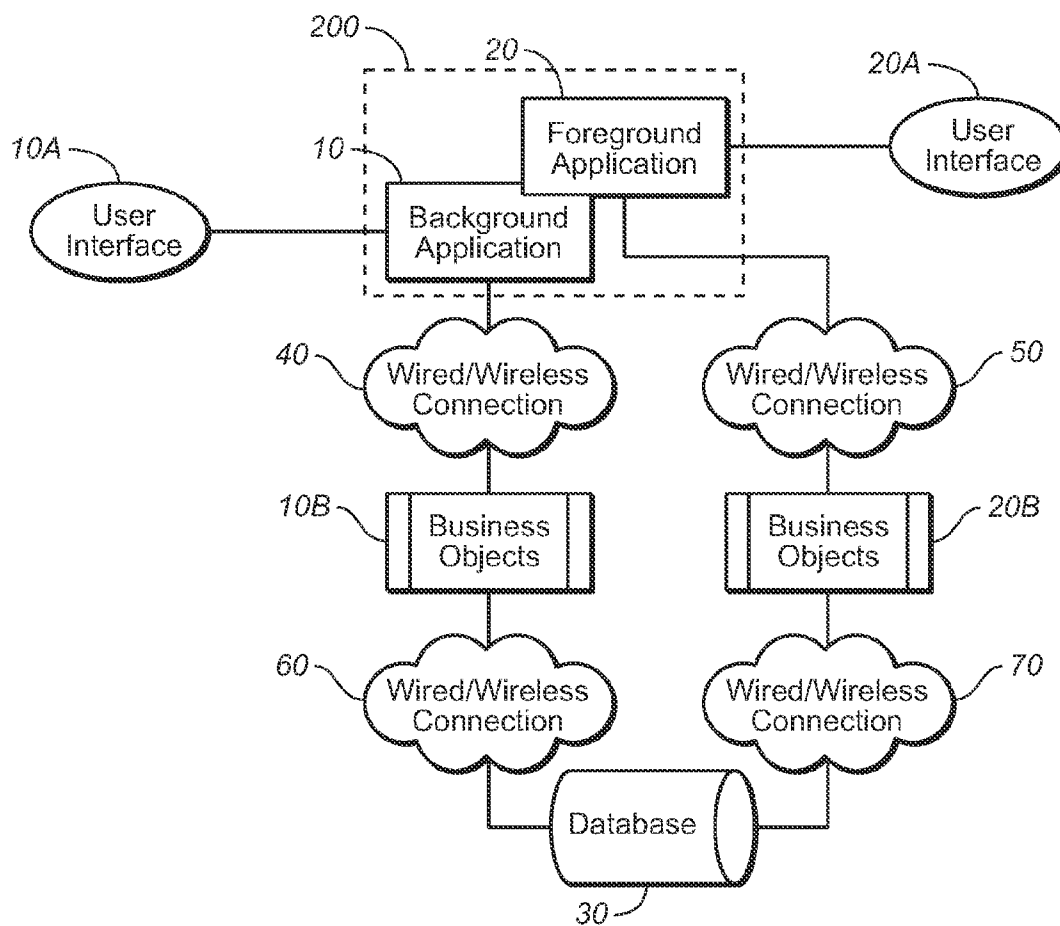 200
20
20A
Foreground
Application
User
Interface
10A
10
User
Interface
Background
Application
40
Wired/Wireless
Connection
50
Wired/Wireless
Connection
10B
Business
Objects
20B
Business
Objects
60
Wired/Wireless
Connection
70
Wired/Wireless
Connection
Database
30